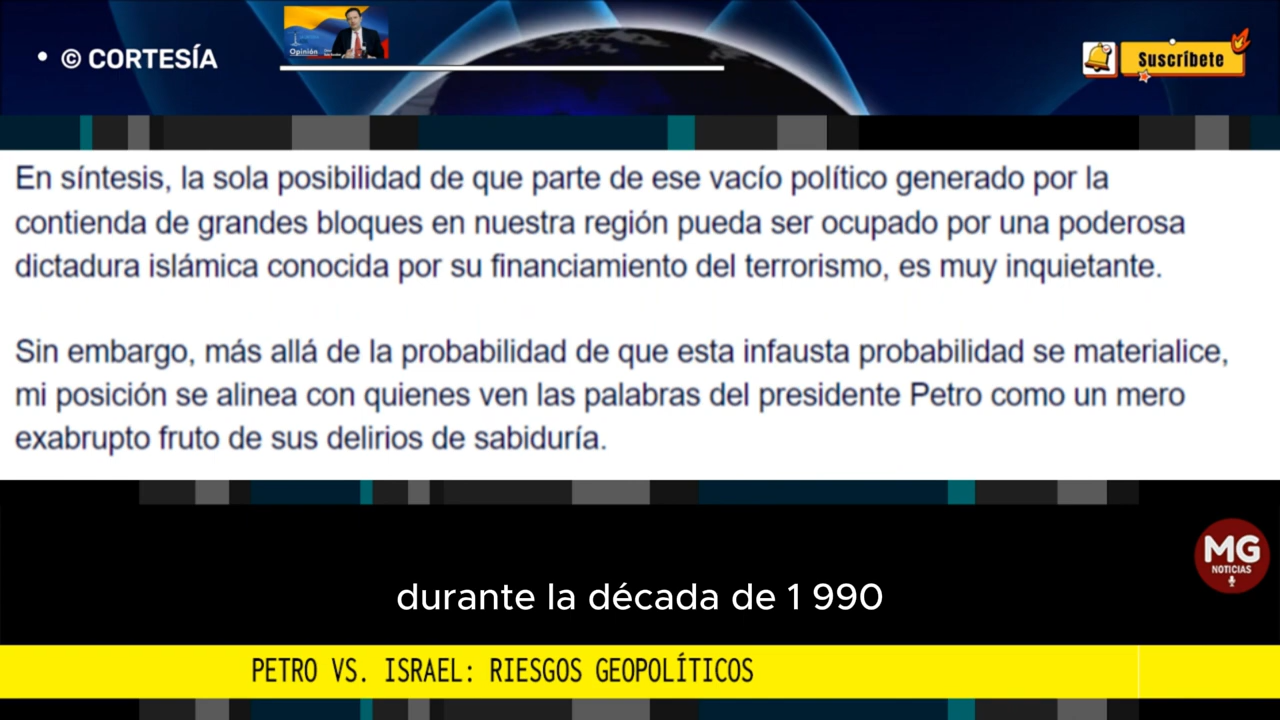 • © CORTESÍA
Opinión
Suscríbete
En síntesis, la sola posibilidad de que parte de ese vacío político generado por la
contienda de grandes bloques en nuestra región pueda ser ocupado por una poderosa
dictadura islámica conocida por su financiamiento del terrorismo, es muy inquietante.
Sin embargo, más allá de la probabilidad de que esta infausta probabilidad se materialice,
mi posición se alinea con quienes ven las palabras del presidente Petro como un mero
exabrupto fruto de sus delirios de sabiduría.
MG
NOTICIAS
durante la década de 1 990
PETRO VS. ISRAEL: RIESGOS GEOPOLÍTICOS